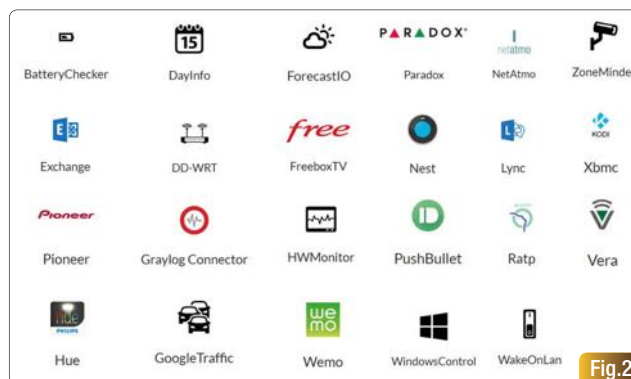 15
PARADOX
netatmo
BatteryChecker DayInfo ForecastIO Paradox NetAtmo ZoneMinde
E
free
L
KODI
Exchange DD-WRT FreeboxTV Nest Lync Xbmc
Pioneer
Pioneer Graylog Connector HWMonitor PushBullet Ratp Vera
hue
PHILIPS
we
mo
Hue GoogleTraffic Wemo WindowsControl WakeOnLan
Fig.2